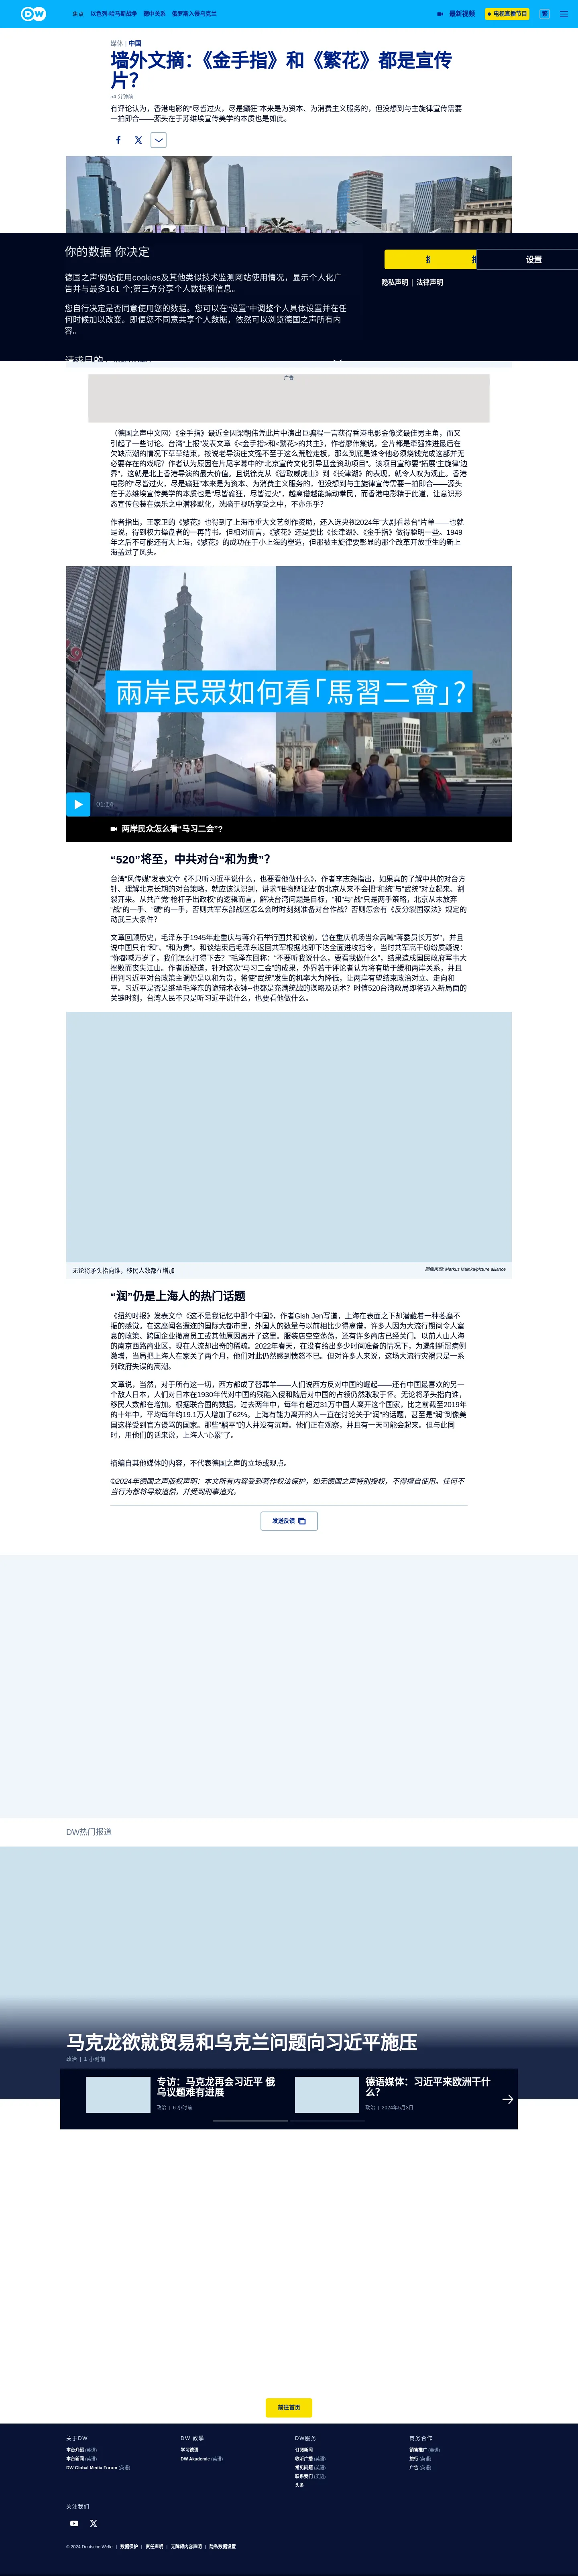 DW
焦点 以色列-哈马斯战争 德中关系 俄罗斯入侵乌克兰 最新视频 电视直播节目 繁
媒体 | 中国
墙外文摘：《金手指》和《繁花》都是宣传
片？
54 分钟前
有评论认为，香港电影的“尽皆过火，尽是癫狂”本来是为资本、为消费主义服务的，但没想到与主旋律宣传需要
一拍即合——源头在于苏维埃宣传美学的本质也是如此。
你的数据 你决定
德国之声'网站使用cookies及其他类似技术监测网站使用情况，显示个人化广
告并与最多161 个;第三方分享个人数据和信息。
您自行决定是否同意使用您的数据。您可以在“设置”中调整个人具体设置并在任
何时候加以改变。即便您不同意共享个人数据，依然可以浏览德国之声所有内
容。
请求目的
设置
隐私声明 | 法律声明
广告
（德国之声中文网）《金手指》最近全因梁朝伟凭此片中演出巨骗程一言获得香港电影金像奖最佳男主角，而又
引起了一些讨论。台湾“上报”发表文章《<金手指>和<繁花>的共主》，作者廖伟棠说，全片都是牵强推进最后在
欠缺高潮的情况下草草结束，按说老导演庄文强不至于这么荒腔走板，那么到底是谁令他必须烧钱完成这部并无
必要存在的戏呢？作者认为原因在片尾字幕中的“北京宣传文化引导基金资助项目”。该项目宣称要“拓展‘主旋律’边
界”，这就是北上香港导演的最大价值。且说徐克从《智取威虎山》到《长津湖》的表现，就令人叹为观止。香港
电影的“尽皆过火，尽是癫狂”本来是为资本、为消费主义服务的，但没想到与主旋律宣传需要一拍即合——源头
在于苏维埃宣传美学的本质也是“尽皆癫狂，尽是皆过火”，越离谱越能煽动拳民，而香港电影精于此道，让意识形
态宣传包装在娱乐之中潜移默化，洗脑于视听享受之中，不亦乐乎？
作者指出，王家卫的《繁花》也得到了上海市重大文艺创作资助，还入选央视2024年“大剧看总台”片单——也就
是说，得到权力操盘者的一再背书。但相对而言，《繁花》还是要比《长津湖》、《金手指》做得聪明一些。1949
年之后不可能还有大上海，《繁花》的成功在于小上海的塑造，但那被主旋律要影显的那个改革开放重生的新上
海盖过了风头。
兩岸民眾如何看「馬習二會」?
01:14
两岸民众怎么看“马习二会”?
“520”将至，中共对台“和为贵”？
台湾“风传媒”发表文章《不只听习近平说什么，也要看他做什么》，作者李志尧指出，如果真的了解中共的对台方
针、理解北京长期的对台策略，就应该认识到，讲求“唯物辩证法”的北京从来不会把“和统”与“武统”对立起来、割
裂开来。从共产党“枪杆子出政权”的逻辑而言，解决台湾问题是目标，“和”与“战”只是两手策略，北京从未放弃
“战”的一手、“硬”的一手，否则共军东部战区怎么会时时刻刻准备对台作战？否则怎会有《反分裂国家法》规定的
动武三大条件？
文章回顾历史，毛泽东于1945年赴重庆与蒋介石举行国共和谈前，曾在重庆机场当众高喊“蒋委员长万岁”，并且
说中国只有“和”、“和为贵”。和谈结束后毛泽东返回共军根据地即下达全面进攻指令，当时共军高干纷纷质疑说：
“你都喊万岁了，我们怎么打得下去？”毛泽东回称：“不要听我说什么，要看我做什么”，结果造成国民政府军事大
挫败而丧失江山。作者质疑道，针对这次“马习二会”的成果，外界若干评论者认为将有助于缓和两岸关系，并且
研判习近平对台政策主调仍是以和为贵，将使“武统”发生的机率大为降低，让两岸有望结束政治对立、走向和
平。习近平是否是继承毛泽东的诡辩术衣钵--也都是充满统战的谋略及话术？时值520台湾政局即将迈入新局面的
关键时刻，台湾人民不只是听习近平说什么，也要看他做什么。
无论将矛头指向谁，移民人数都在增加
图像来源: Markus Mainka/picture alliance
“润”仍是上海人的热门话题
《纽约时报》发表文章《这不是我记忆中那个中国》，作者Gish Jen写道，上海在表面之下却潜藏着一种萎靡不
振的感觉。在这座闻名遐迩的国际大都市里，外国人的数量与以前相比少得离谱，许多人因为大流行期间令人窒
息的政策、跨国企业撤离员工或其他原因离开了这里。服装店空空荡荡，还有许多商店已经关门。以前人山人海
的南京西路商业区，现在人流却出奇的稀疏。2022年春天，在没有给出多少时间准备的情况下，为遏制新冠病例
激增，当局把上海人在家关了两个月，他们对此仍然感到愤怒不已。但对许多人来说，这场大流行灾祸只是一系
列政府失误的高潮。
文章说，当然，对于所有这一切，西方都成了替罪羊——人们说西方反对中国的崛起——还有中国最喜欢的另一
个敌人日本，人们对日本在1930年代对中国的残酷入侵和随后对中国的占领仍然耿耿于怀。无论将矛头指向谁，
移民人数都在增加。根据联合国的数据，过去两年中，每年有超过31万中国人离开这个国家，比之前截至2019年
的十年中，平均每年约19.1万人增加了62%。上海有能力离开的人一直在讨论关于“润”的话题，甚至是“润”到像美
国这样受到官方谩骂的国家。那些“躺平”的人并没有沉睡。他们正在观察，并且有一天可能会起来。但与此同
时，用他们的话来说，上海人“心累”了。
摘编自其他媒体的内容，不代表德国之声的立场或观点。
©2024年德国之声版权声明：本文所有内容受到著作权法保护，如无德国之声特别授权，不得擅自使用。任何不
当行为都将导致追偿，并受到刑事追究。
发送反馈
DW热门报道
马克龙欲就贸易和乌克兰问题向习近平施压
政治 | 1 小时前
专访：马克龙再会习近平 俄
乌议题难有进展
政治 | 6 小时前
德语媒体：习近平来欧洲干什
么？
政治 | 2024年5月3日
前往首页
关于DW
本台介绍 (英语)
本台新闻 (英语)
DW Global Media Forum (英语)
DW 教學
学习德语
DW Akademie (英语)
DW服务
订阅新闻
收听广播 (英语)
常见问题 (英语)
联系我们 (英语)
头条
商务合作
销售推广 (英语)
旅行 (英语)
广告 (英语)
关注我们
© 2024 Deutsche Welle | 数据保护 | 责任声明 | 无障碍内容声明 | 隐私数据设置